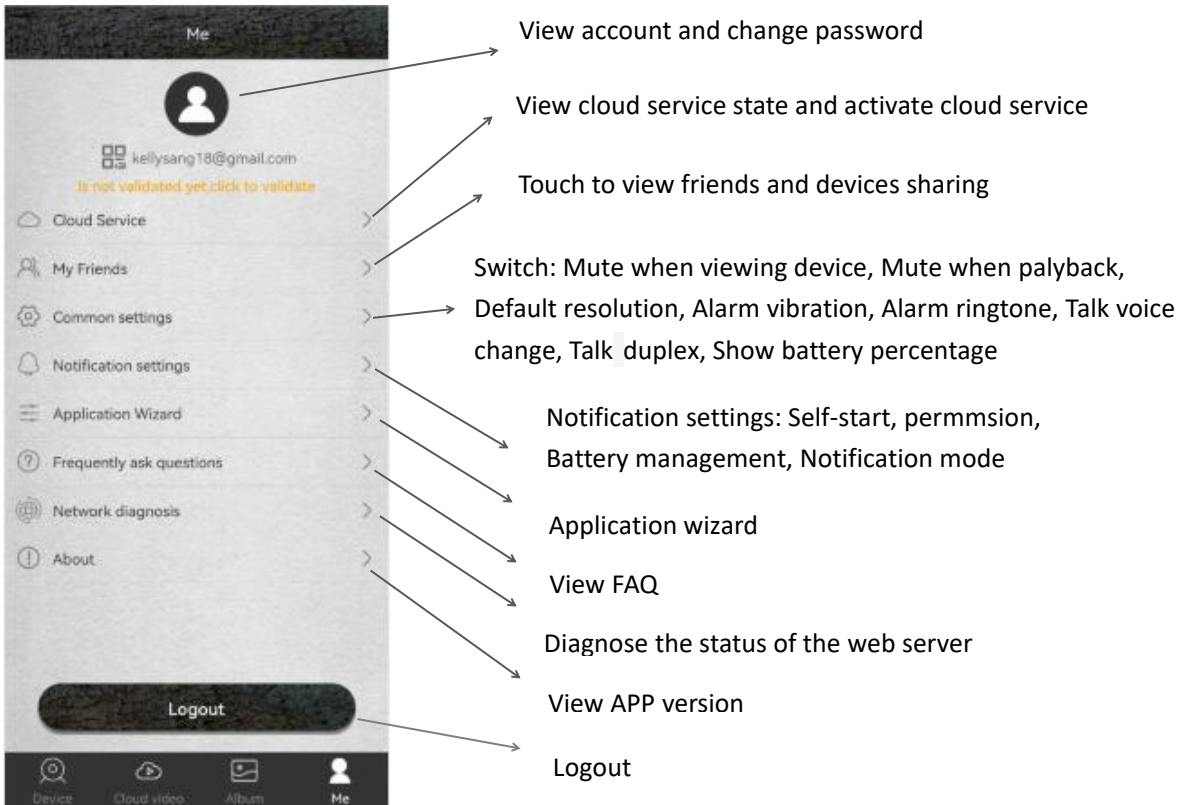 Me
View account and change password
View cloud service state and activate cloud service
kellysang18@gmail.com
Is not validated yet,click to validate
Touch to view friends and devices sharing
Cloud Service
My Friends
Switch: Mute when viewing device, Mute when palyback,
Default resolution, Alarm vibration, Alarm ringtone, Talk voice
change, Talk duplex, Show battery percentage
Common settings
Notification settings
Notification settings: Self-start, permmsion,
Battery management, Notification mode
Application Wizard
Frequently ask questions
Application wizard
Network diagnosis
View FAQ
About
Diagnose the status of the web server
View APP version
Logout
Logout
Device
Cloud video
Album
Me